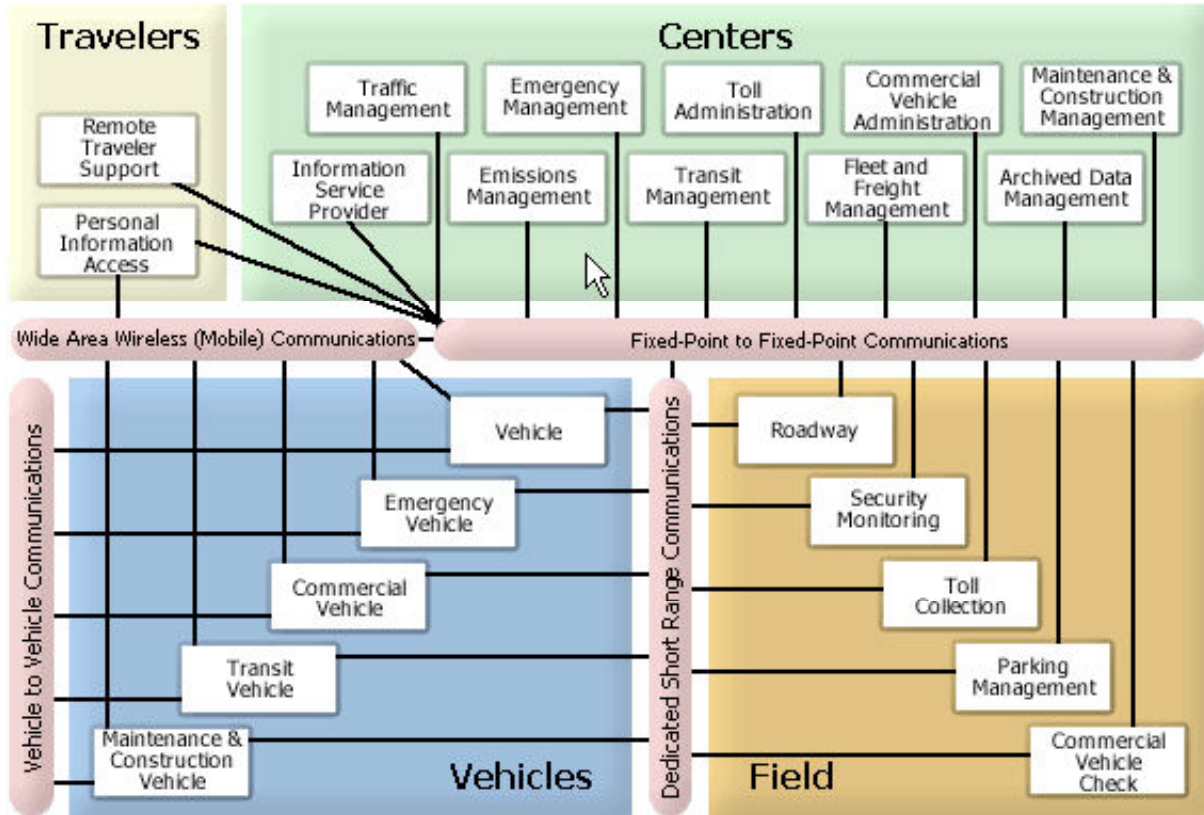 Travelers
Remote
Traveler
Support
Personal
Information
Access
Centers
Traffic
Management
Emergency
Management
Toll
Administration
Commercial
Vehicle
Administration
Maintenance &
Construction
Management
Information
Service
Provider
Emissions
Management
Transit
Management
Fleet and
Freight
Management
Archived Data
Management
Wide Area Wireless (Mobile) Communications
Fixed-Point to Fixed-Point Communications
Vehicle to Vehicle Communications
Vehicle
Emergency
Vehicle
Commercial
Vehicle
Transit
Vehicle
Maintenance &
Construction
Vehicle
Vehicles
Dedicated Short Range Communications
Roadway
Security
Monitoring
Toll
Collection
Parking
Management
Commercial
Vehicle
Check
Field